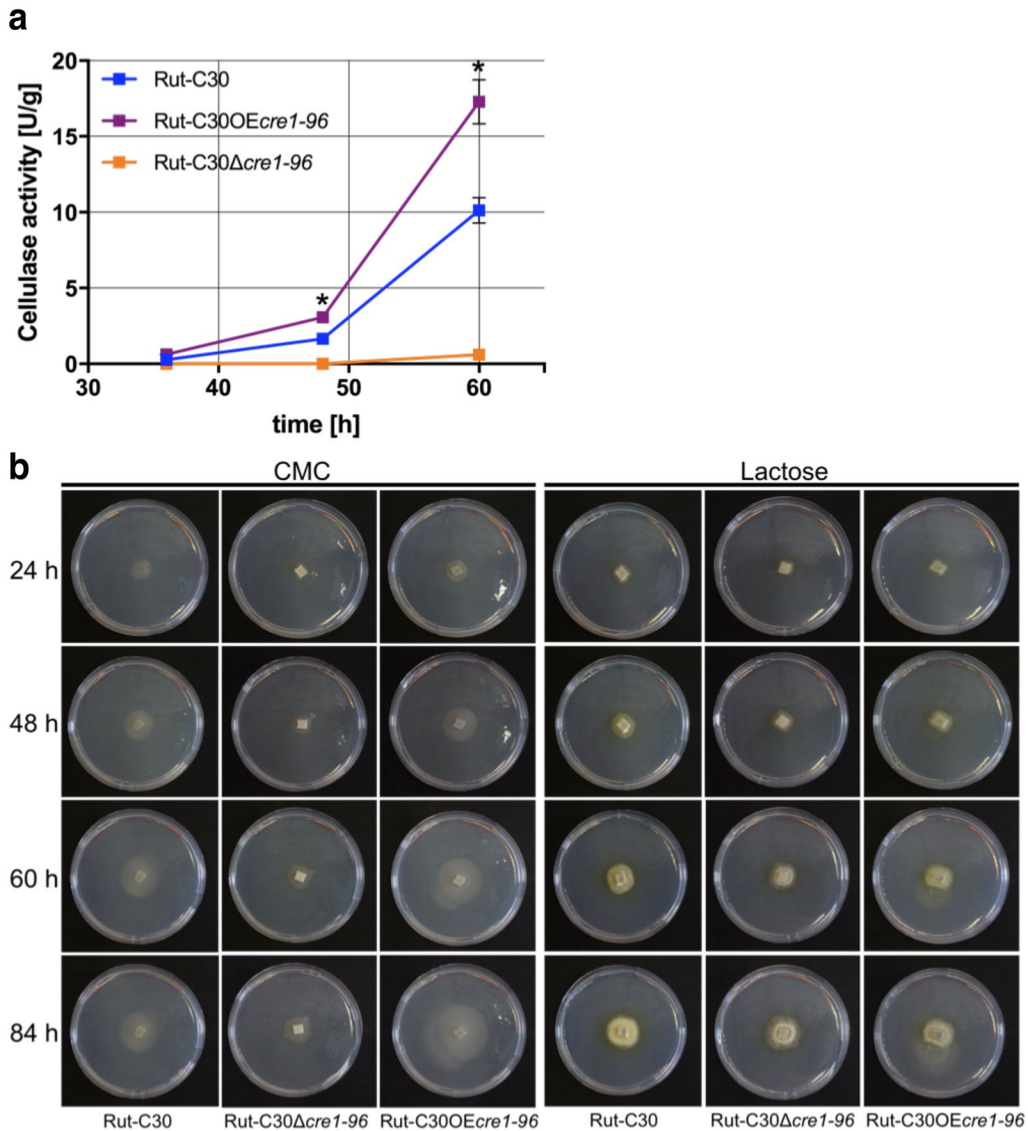 a
Cellulase activity [U/g]
20
15
10
5
0
Rut-C30
Rut-C30OEcre1-96
Rut-C30Δcre1-96
*
*
30 40 50 60
time [h]
b
CMC Lactose
24 h
48 h
60 h
84 h
Rut-C30 Rut-C30Δcre1-96 Rut-C30OEcre1-96 Rut-C30 Rut-C30Δcre1-96 Rut-C30OEcre1-96